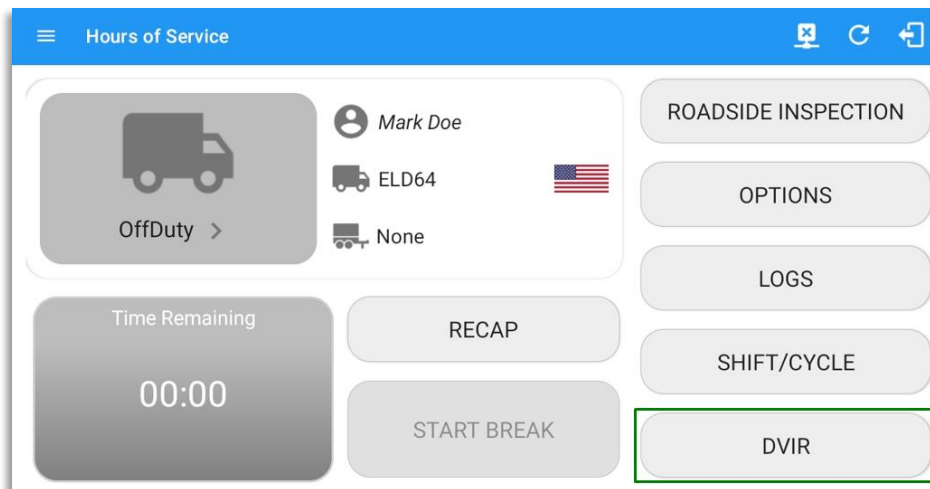 Hours of Service
OffDuty
Mark Doe
ELD64
None
Time Remaining
00:00
RECAP
START BREAK
ROADSIDE INSPECTION
OPTIONS
LOGS
SHIFT/CYCLE
DVIR